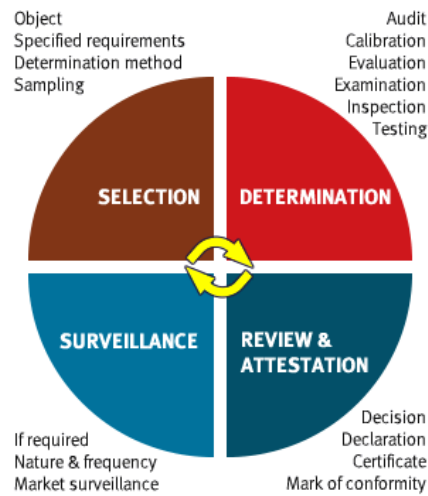 Object
Specified requirements
Determination method
Sampling
Audit
Calibration
Evaluation
Examination
Inspection
Testing
SELECTION
DETERMINATION
SURVEILLANCE
REVIEW &
ATTESTATION
If required
Nature & frequency
Market surveillance
Decision
Declaration
Certificate
Mark of conformity